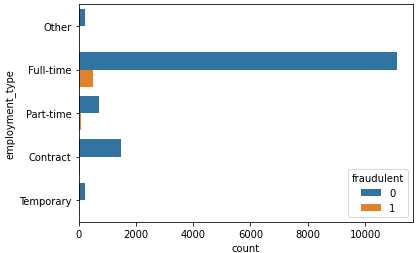 employment_type
Other
Full-time
Part-time
Contract
Temporary
0 2000 4000 6000 8000 10000
count
fraudulent
0
1